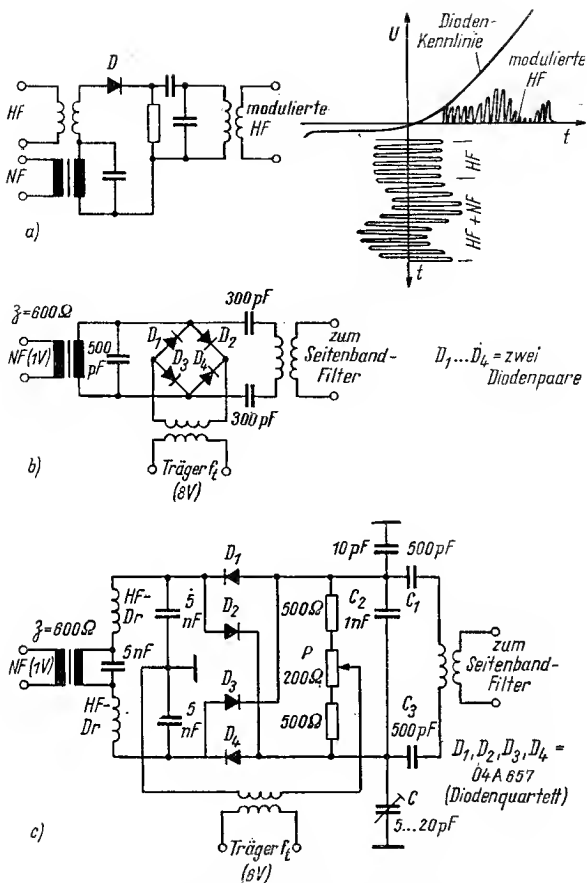 U
Dioden-
Kennlinie
modulierte
HF
t
HF
HF + NF
t
D
HF
NF
modulierte
HF
a)
𝔷=600Ω
NF(1V)
500
pF
D1
D2
D3
D4
300pF
300pF
zum
Seitenband-
Filter
D1...D4 = zwei
Diodenpaare
Träger ft
(8V)
b)
𝔷=600Ω
NF(1V)
HF-
Dr
5nF
HF-
Dr
5
nF
5
nF
D1
D2
D3
D4
500Ω
P
200Ω
500Ω
10pF
500pF
C1
C2
1nF
C3
500pF
C
5...20pF
zum
Seitenband-
Filter
D1, D2, D3, D4 =
04A657
(Diodenquartett)
Träger ft
(6V)
c)